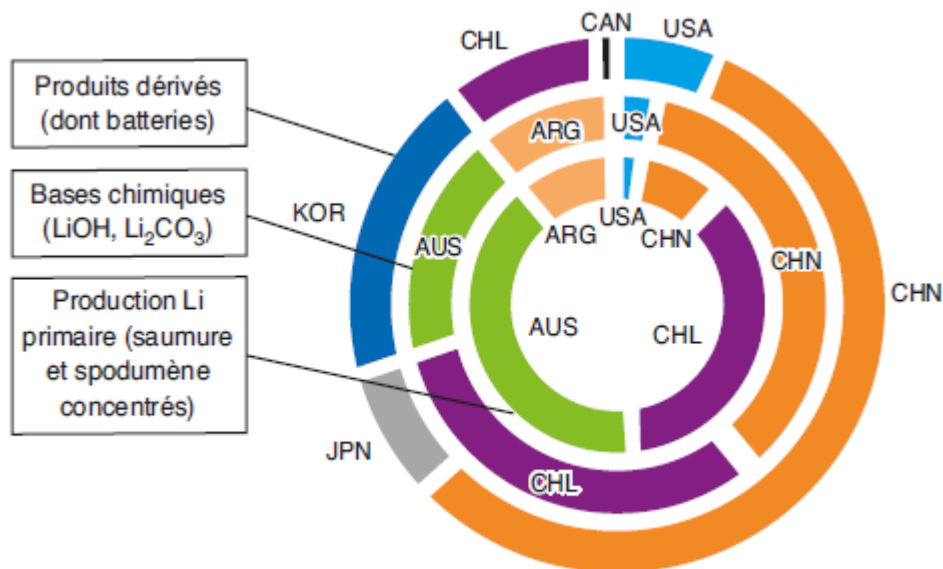 Produits dérivés
(dont batteries)
Bases chimiques
(LiOH, Li₂CO₃)
Production Li
primaire (saumure
et spodumène
concentrés)
CAN
USA
CHL
KOR
JPN
CHN
ARG
USA
AUS
CHN
CHL
ARG
USA
CHN
AUS
CHL